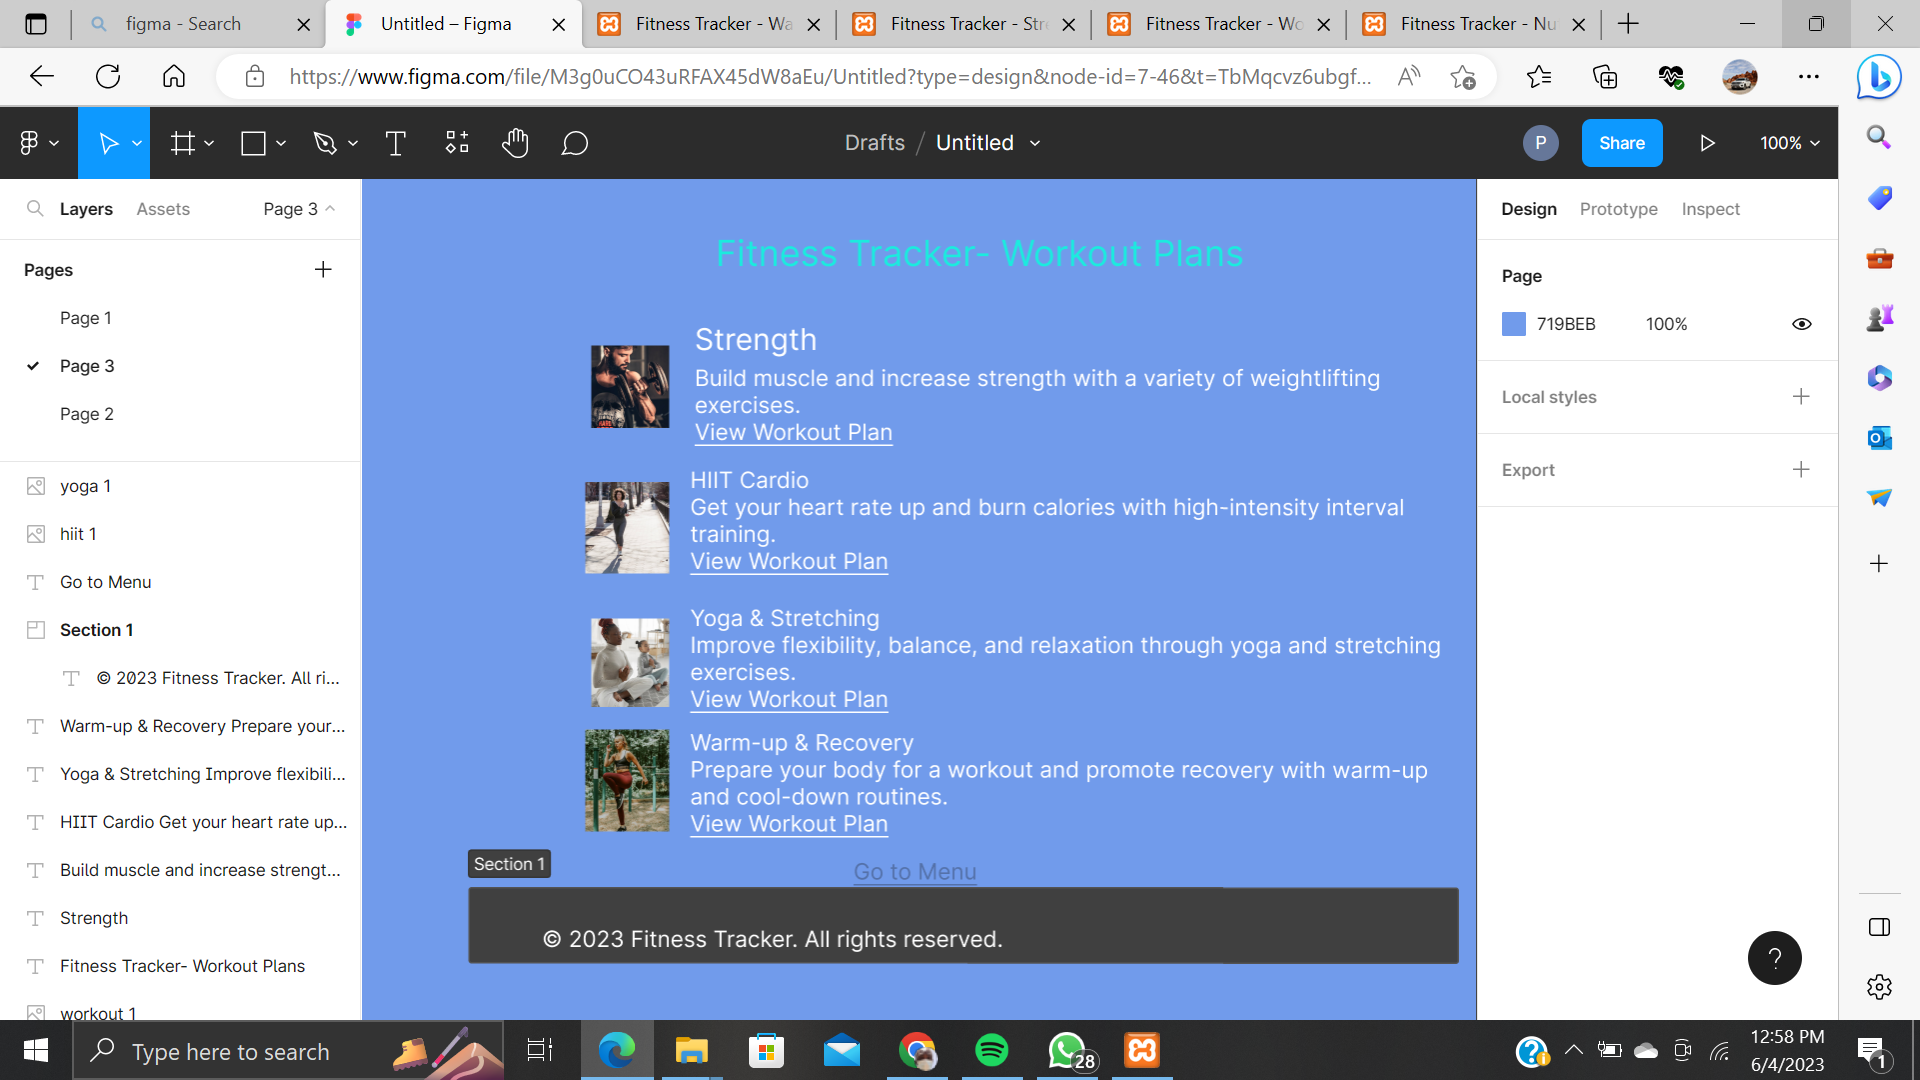 figma - Search
Untitled – Figma
Fitness Tracker - Wa
Fitness Tracker - Stre
Fitness Tracker - Wo
Fitness Tracker - Nu
https://www.figma.com/file/M3g0uCO43uRFAX45dW8aEu/Untitled?type=design&node-id=7-46&t=TbMqcvz6ubgf...
Drafts / Untitled
P
Share
100%
Layers
Assets
Page 3
Design
Prototype
Inspect
Pages
Page 1
Page 3
Page 2
yoga 1
hiit 1
Go to Menu
Section 1
© 2023 Fitness Tracker. All ri...
Warm-up & Recovery Prepare your...
Yoga & Stretching Improve flexibili...
HIIT Cardio Get your heart rate up...
Build muscle and increase strengt...
Strength
Fitness Tracker- Workout Plans
workout 1
Fitness Tracker- Workout Plans
Strength
Build muscle and increase strength with a variety of weightlifting
exercises.
View Workout Plan
HIIT Cardio
Get your heart rate up and burn calories with high-intensity interval
training.
View Workout Plan
Yoga & Stretching
Improve flexibility, balance, and relaxation through yoga and stretching
exercises.
View Workout Plan
Warm-up & Recovery
Prepare your body for a workout and promote recovery with warm-up
and cool-down routines.
View Workout Plan
Section 1
Go to Menu
© 2023 Fitness Tracker. All rights reserved.
Page
719BEB
100%
Local styles
Export
?
Type here to search
28
12:58 PM
6/4/2023
1